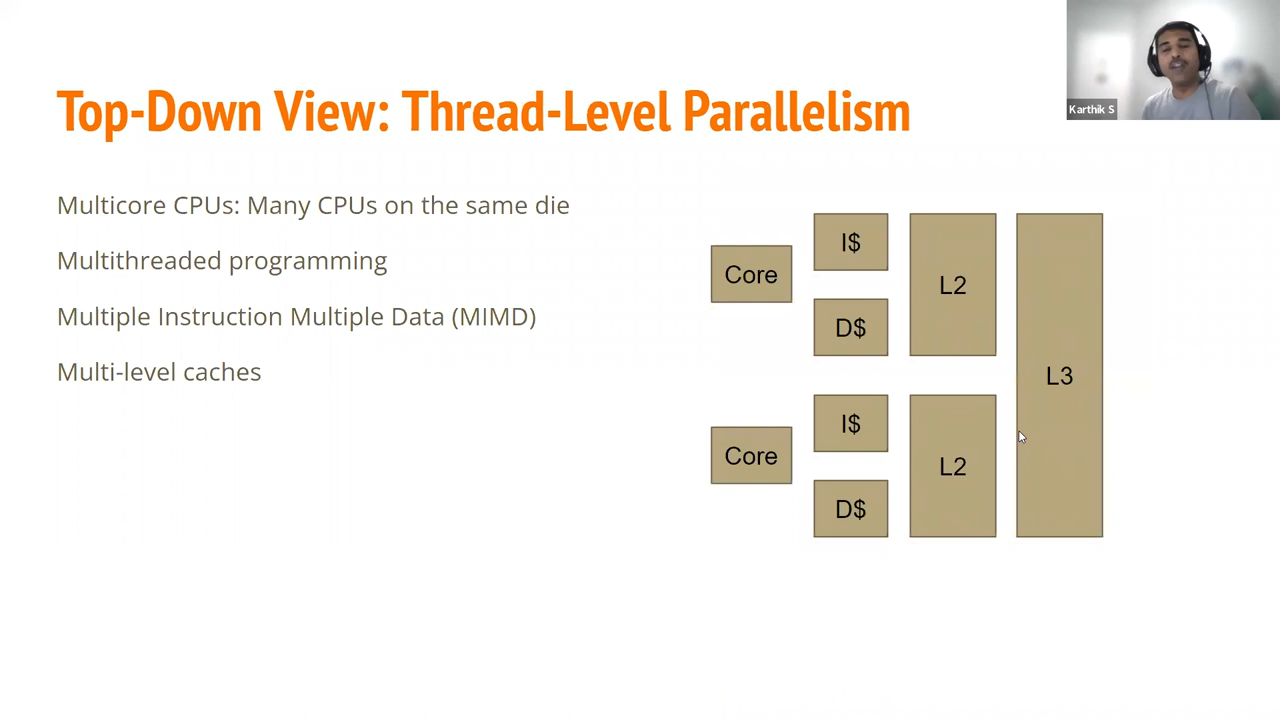 Top-Down View: Thread-Level Parallelism
Karthik S
Multicore CPUs: Many CPUs on the same die
Multithreaded programming
Multiple Instruction Multiple Data (MIMD)
Multi-level caches
Core
I$
D$
L2
L3
Core
I$
D$
L2